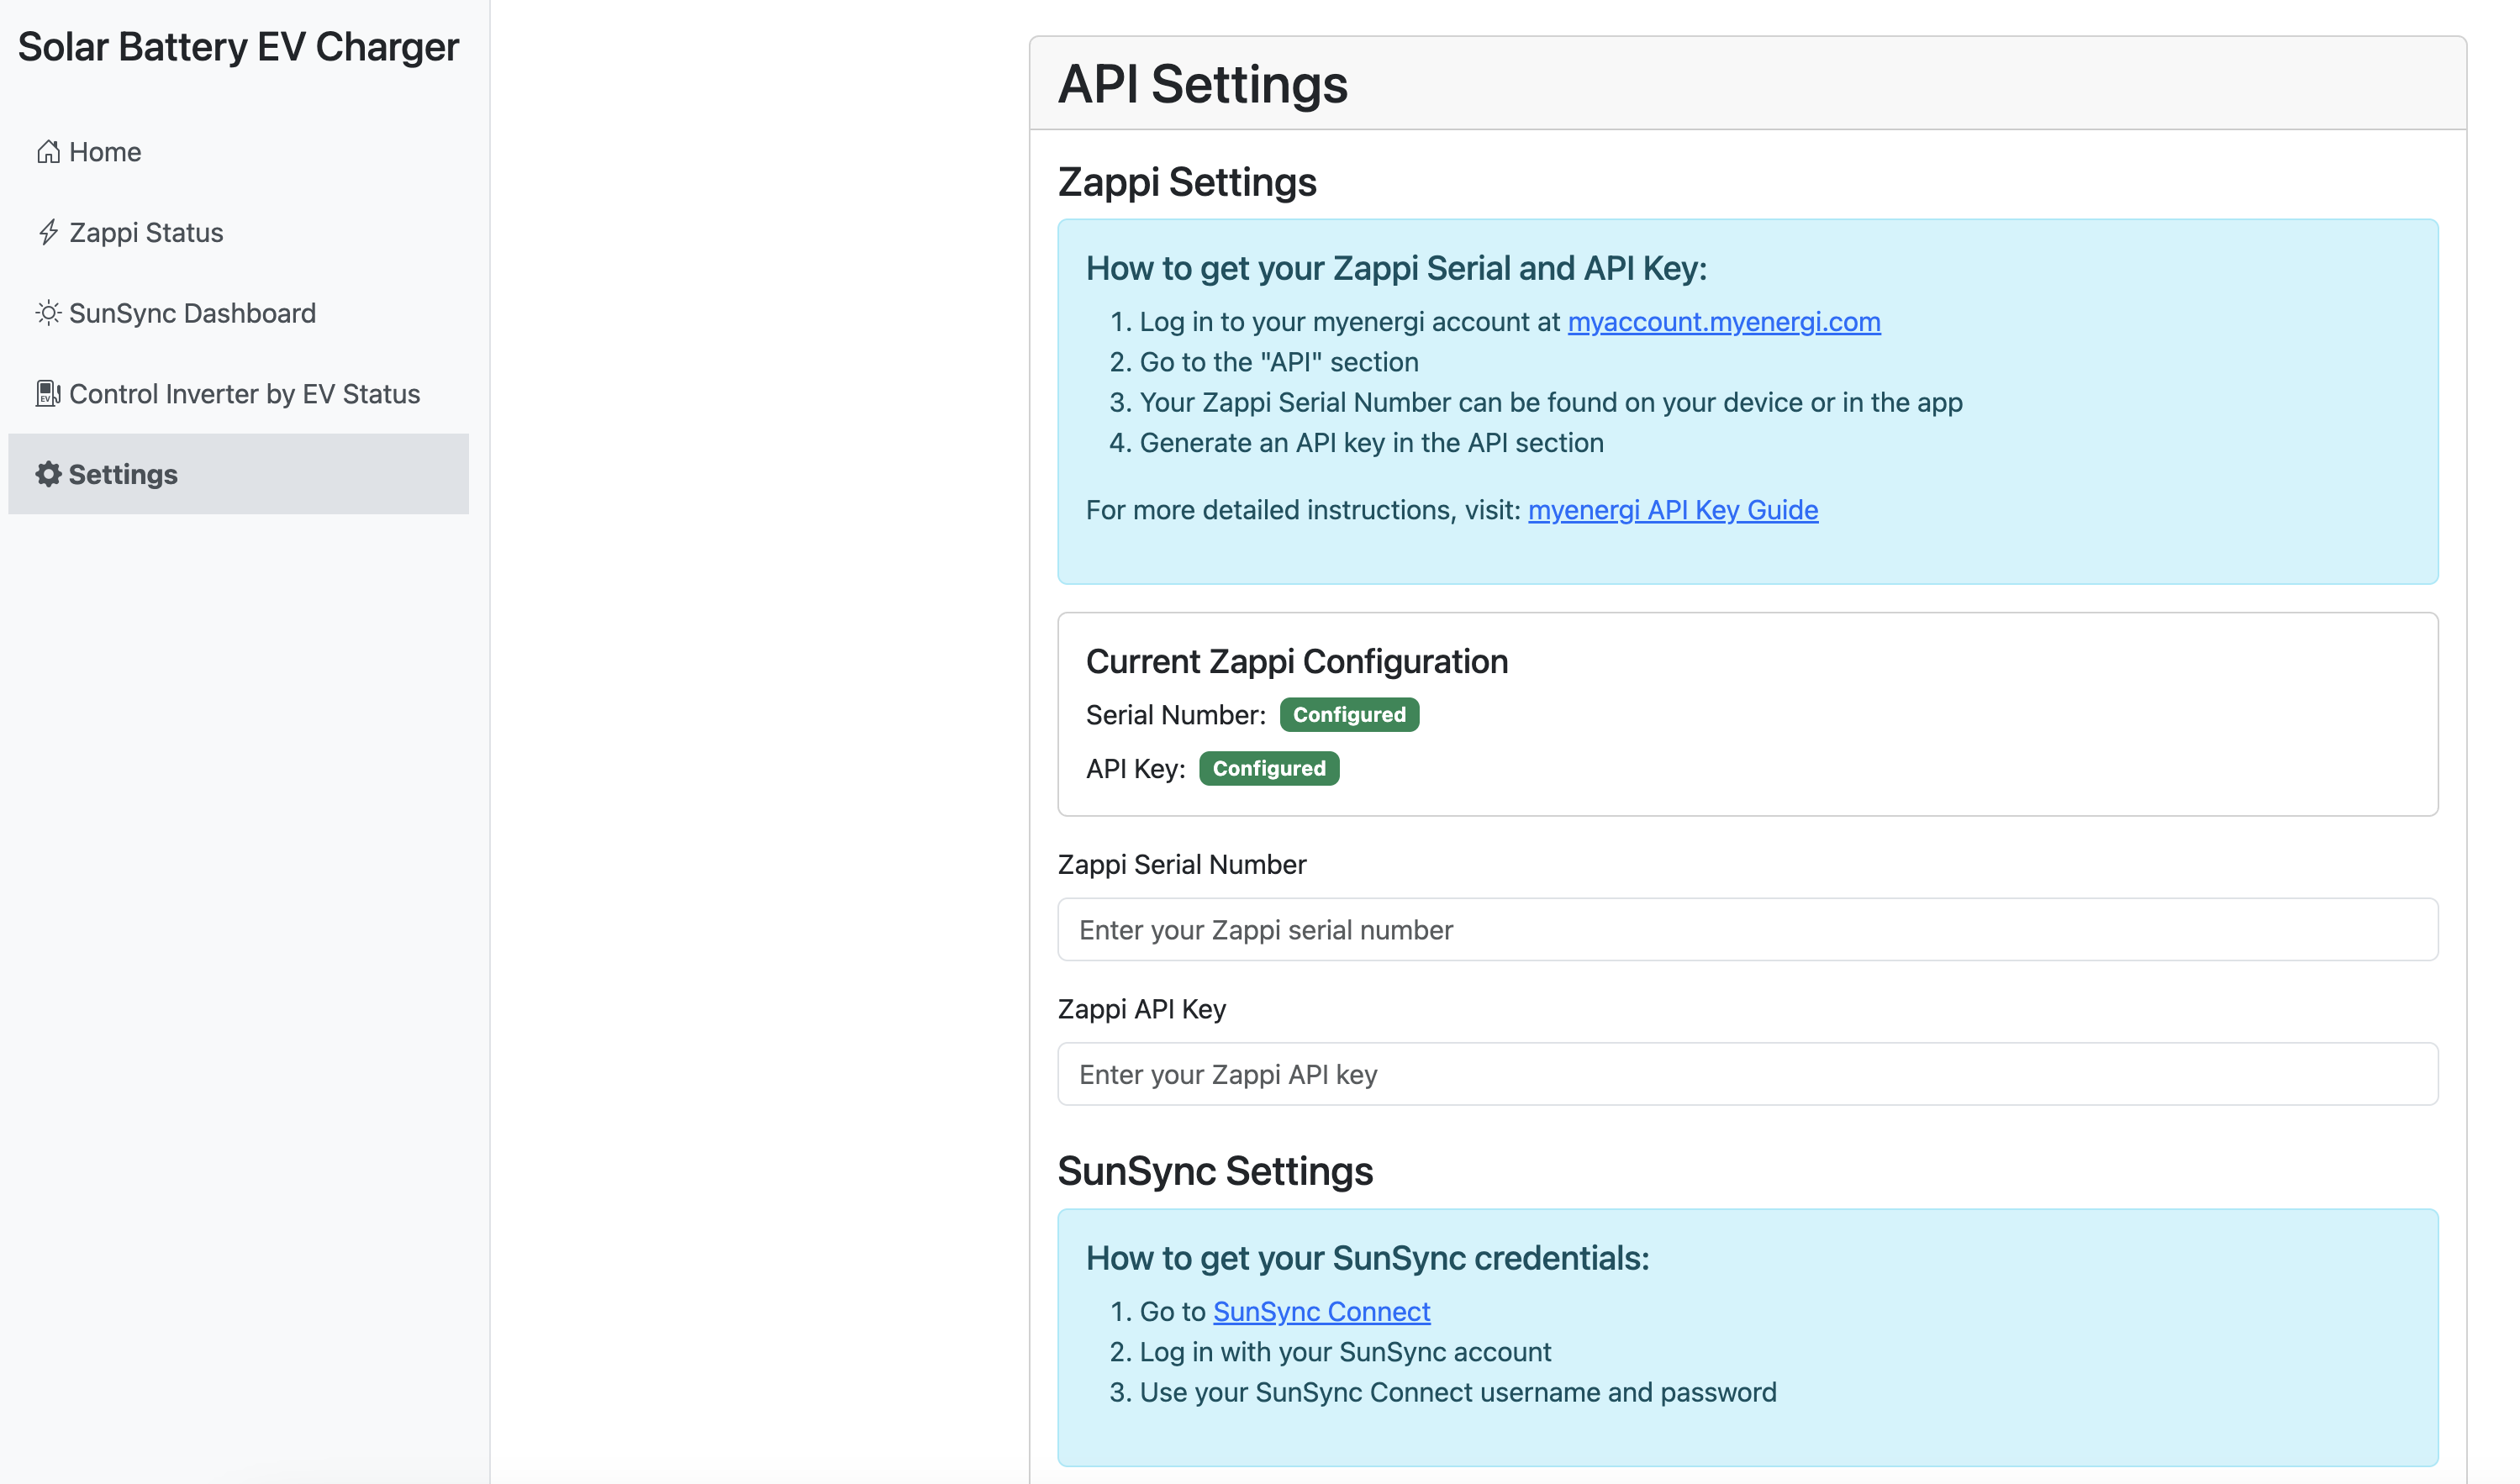 Solar Battery EV Charger
Home
Zappi Status
SunSync Dashboard
EV
Control Inverter by EV Status
Settings
API Settings
Zappi Settings
How to get your Zappi Serial and API Key:
1. Log in to your myenergi account at myaccount.myenergi.com
2. Go to the "API" section
3. Your Zappi Serial Number can be found on your device or in the app
4. Generate an API key in the API section
For more detailed instructions, visit: myenergi API Key Guide
Current Zappi Configuration
Serial Number: Configured
API Key: Configured
Zappi Serial Number
Enter your Zappi serial number
Zappi API Key
Enter your Zappi API key
SunSync Settings
How to get your SunSync credentials:
1. Go to SunSync Connect
2. Log in with your SunSync account
3. Use your SunSync Connect username and password